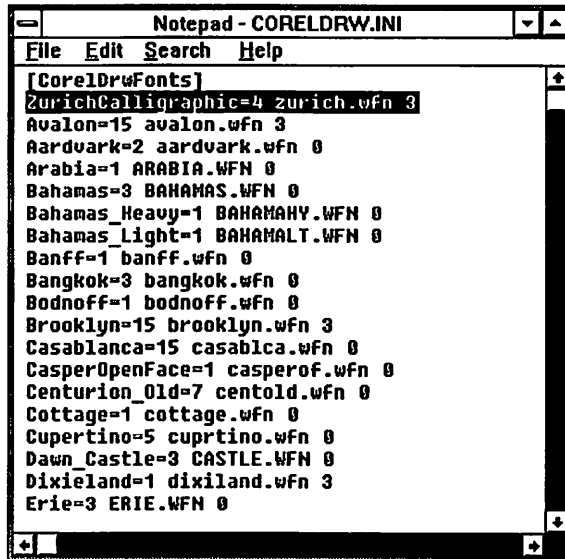 Notepad - CORELDRW.INI
File Edit Search Help
[CorelDrwFonts]
ZurichCalligraphic=4 zurich.wfn 3
Avalon=15 avalon.wfn 3
Aardvark=2 aardvark.wfn 0
Arabia=1 ARABIA.WFN 0
Bahamas=3 BAHAMAS.WFN 0
Bahamas_Heavy=1 BAHAMAHY.WFN 0
Bahamas_Light=1 BAHAMALT.WFN 0
Banff=1 banff.wfn 0
Bangkok=3 bangkok.wfn 0
Bodnoff=1 bodnoff.wfn 0
Brooklyn=15 brooklyn.wfn 3
Casablanca=15 casablca.wfn 0
CasperOpenFace=1 casperof.wfn 0
Centurion_Old=7 centold.wfn 0
Cottage=1 cottage.wfn 0
Cupertino=5 cuprtino.wfn 0
Dawn_Castle=3 CASTLE.WFN 0
Dixieland=1 dixiland.wfn 3
Erie=3 ERIE.WFN 0